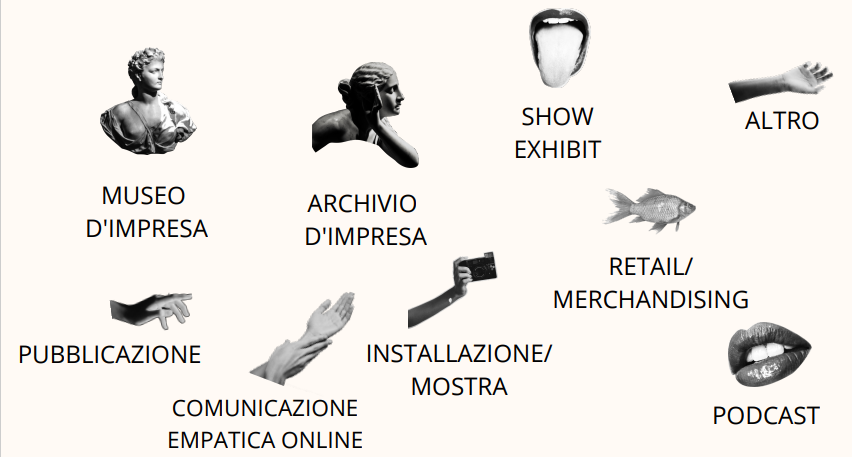 SHOW
EXHIBIT
ALTRO
MUSEO
D'IMPRESA
ARCHIVIO
D'IMPRESA
RETAIL/
MERCHANDISING
PUBBLICAZIONE
INSTALLAZIONE/
MOSTRA
COMUNICAZIONE
EMPATICA ONLINE
PODCAST